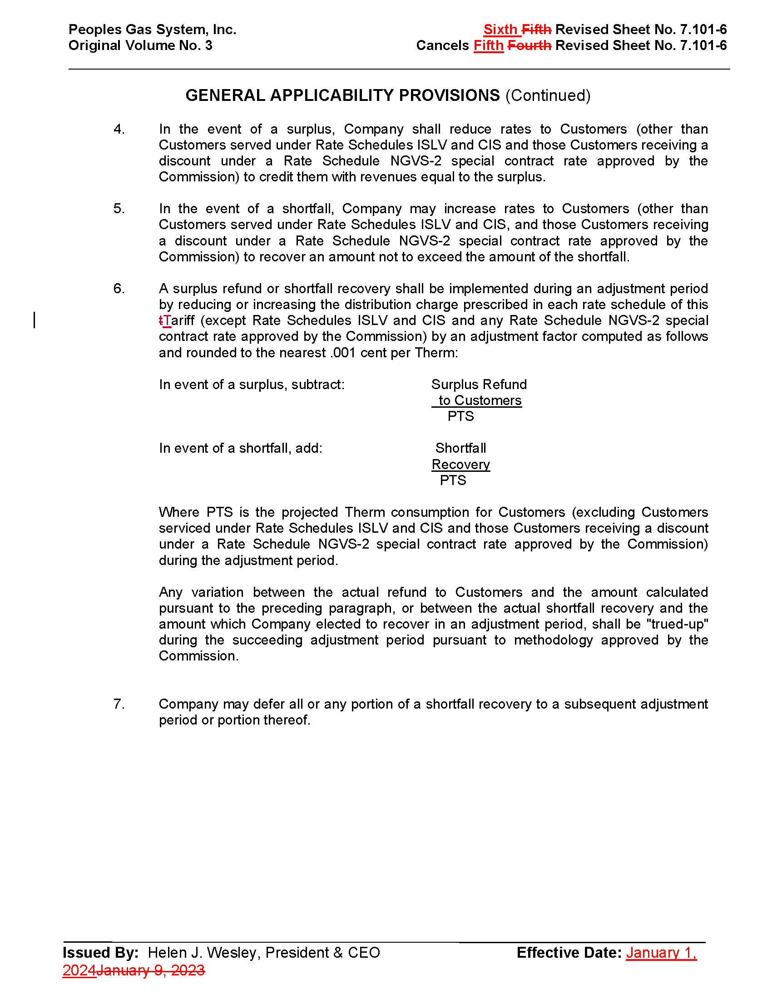 Peoples Gas System, Inc. Sixth Fifth Revised Sheet No. 7.101-6
Original Volume No. 3 Cancels Fifth Fourth Revised Sheet No. 7.101-6
GENERAL APPLICABILITY PROVISIONS (Continued)
4. In the event of a surplus, Company shall reduce rates to Customers (other than
Customers served under Rate Schedules ISLV and CIS and those Customers receiving a
discount under a Rate Schedule NGVS-2 special contract rate approved by the
Commission) to credit them with revenues equal to the surplus.
5. In the event of a shortfall, Company may increase rates to Customers (other than
Customers served under Rate Schedules ISLV and CIS, and those Customers receiving
a discount under a Rate Schedule NGVS-2 special contract rate approved by the
Commission) to recover an amount not to exceed the amount of the shortfall.
6. A surplus refund or shortfall recovery shall be implemented during an adjustment period
by reducing or increasing the distribution charge prescribed in each rate schedule of this
tTariff (except Rate Schedules ISLV and CIS and any Rate Schedule NGVS-2 special
contract rate approved by the Commission) by an adjustment factor computed as follows
and rounded to the nearest .001 cent per Therm:
In event of a surplus, subtract: Surplus Refund
to Customers
PTS
In event of a shortfall, add: Shortfall
Recovery
PTS
Where PTS is the projected Therm consumption for Customers (excluding Customers
serviced under Rate Schedules ISLV and CIS and those Customers receiving a discount
under a Rate Schedule NGVS-2 special contract rate approved by the Commission)
during the adjustment period.
Any variation between the actual refund to Customers and the amount calculated
pursuant to the preceding paragraph, or between the actual shortfall recovery and the
amount which Company elected to recover in an adjustment period, shall be "trued-up"
during the succeeding adjustment period pursuant to methodology approved by the
Commission.
7. Company may defer all or any portion of a shortfall recovery to a subsequent adjustment
period or portion thereof.
Issued By: Helen J. Wesley, President & CEO Effective Date: January 1,
2024January 9, 2023